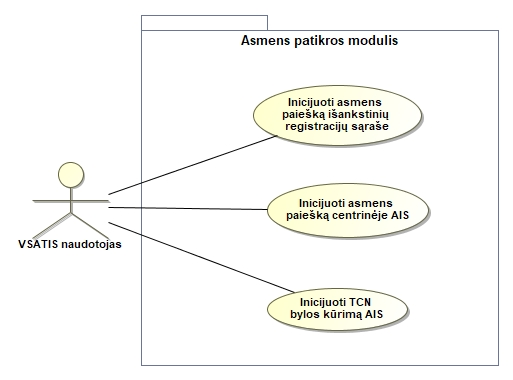 Asmens patikros modulis
Inicijuoti asmens
paiešką išankstinių
registracijų sąraše
Inicijuoti asmens
paiešką centrinėje AIS
VSATIS naudotojas
Inicijuoti TCN
bylos kūrimą AIS